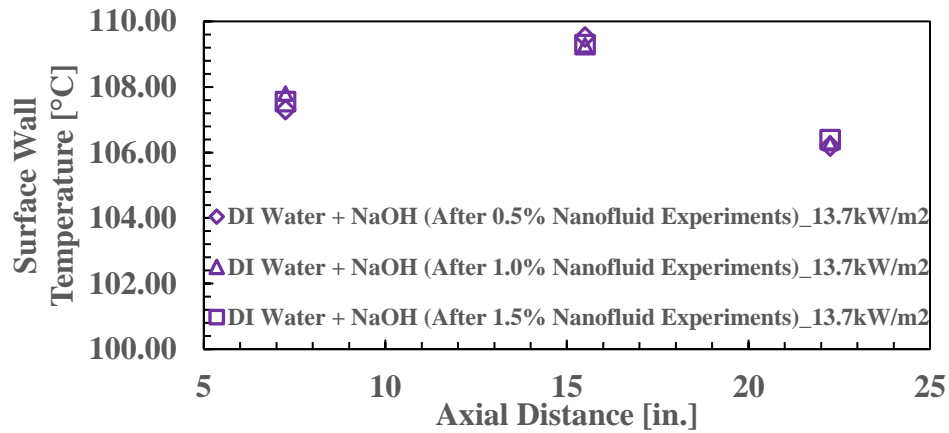 110.00
108.00
106.00
104.00
102.00
100.00
Surface Wall
Temperature [°C]
DI Water + NaOH (After 0.5% Nanofluid Experiments)_13.7kW/m2
DI Water + NaOH (After 1.0% Nanofluid Experiments)_13.7kW/m2
DI Water + NaOH (After 1.5% Nanofluid Experiments)_13.7kW/m2
5 10 15 20 25
Axial Distance [in.]